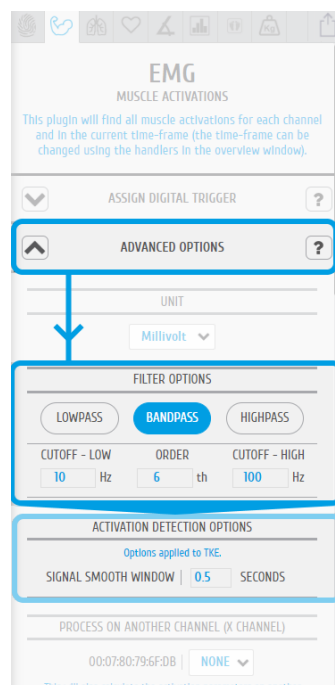 EMG
MUSCLE ACTIVATIONS
This plugin will find all muscle activations for each channel
and in the current time-frame (the time-frame can be
changed using the handlers in the overview window).
ASSIGN DIGITAL TRIGGER ?
ADVANCED OPTIONS ?
UNIT
Millivolt
FILTER OPTIONS
LOWPASS BANDPASS HIGHPASS
CUTOFF - LOW ORDER CUTOFF - HIGH
10 Hz 6 th 100 Hz
ACTIVATION DETECTION OPTIONS
Options applied to TKE.
SIGNAL SMOOTH WINDOW | 0.5 SECONDS
PROCESS ON ANOTHER CHANNEL (X CHANNEL)
00:07:80:79:6F:DB | NONE